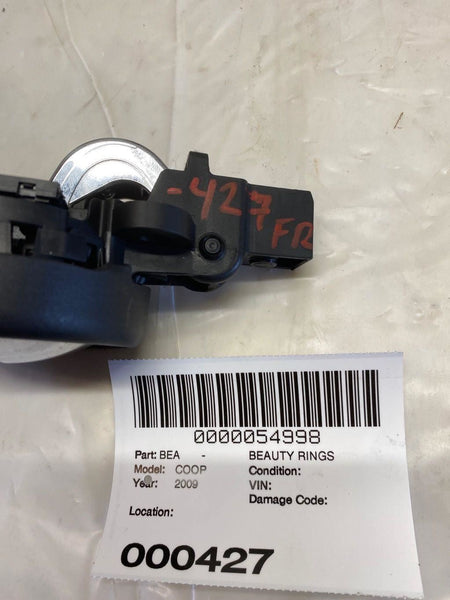 -427
FR
0000054998
Part: BEA - BEAUTY RINGS
Model: COOP Condition:
Year: 2009 VIN:
Damage Code:
Location:
000427